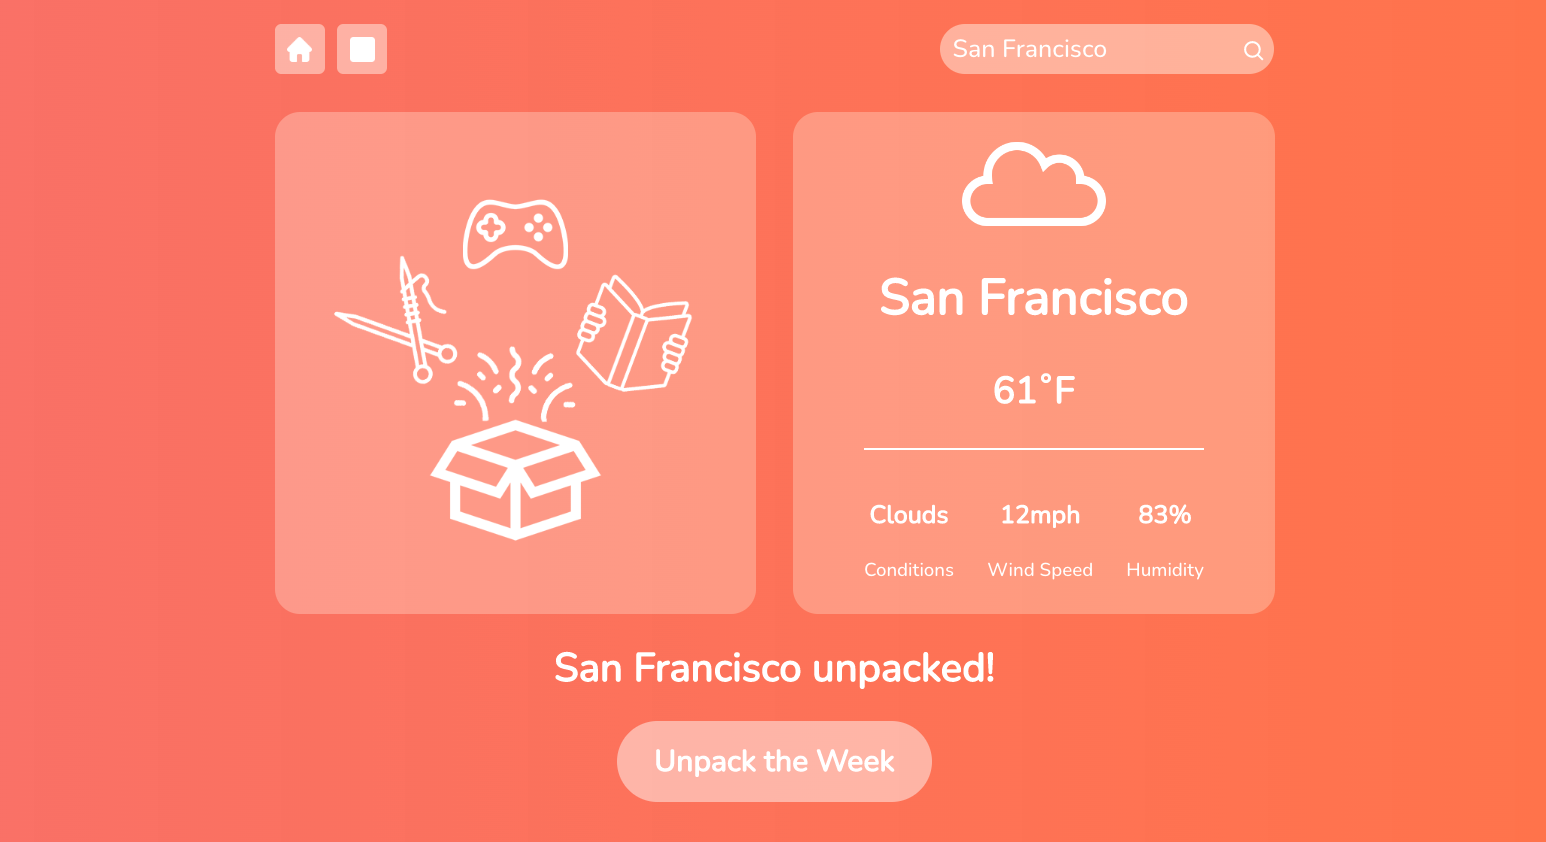 San Francisco
San Francisco
61°F
Clouds 12mph 83%
Conditions Wind Speed Humidity
San Francisco unpacked!
Unpack the Week